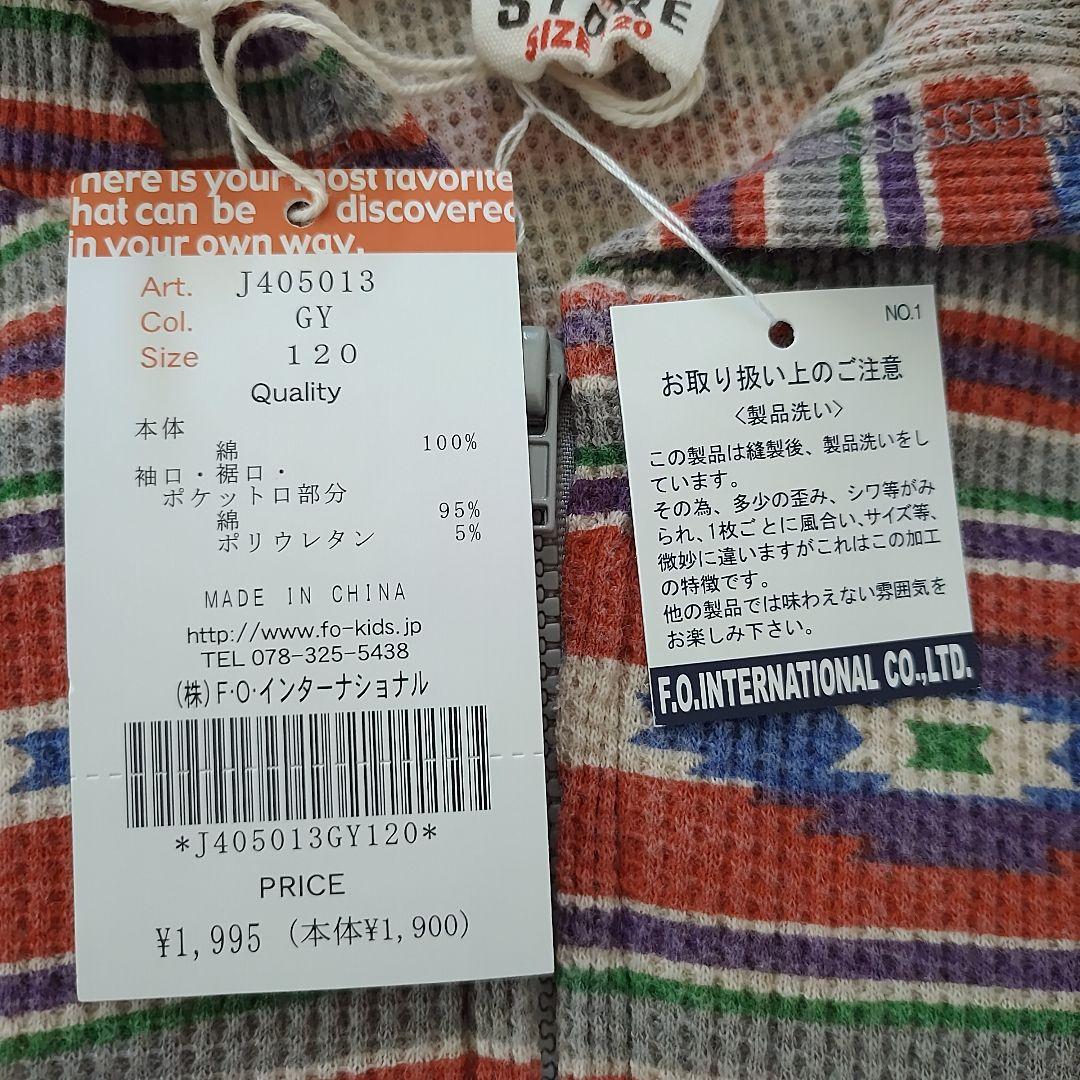 STORE
SIZE 120
There is your most favorite
that can be discovered
in your own way.
Art. J405013
Col. GY
Size 120
Quality
本体
綿 100%
袖口・裾口・
ポケット口部分
綿 95%
ポリウレタン 5%
MADE IN CHINA
http://www.fo-kids.jp
TEL 078-325-5438
(株)F・O・インターナショナル
*J405013GY120*
PRICE
¥1,995 (本体¥1,900)
NO.1
お取り扱い上のご注意
〈製品洗い〉
この製品は縫製後、製品洗いをし
ています。
その為、多少の歪み、シワ等がみ
られ、1枚ごとに風合い、サイズ等、
微妙に違いますがこれはこの加工
の特徴です。
他の製品では味わえない雰囲気を
お楽しみ下さい。
F.O.INTERNATIONAL CO.,LTD.